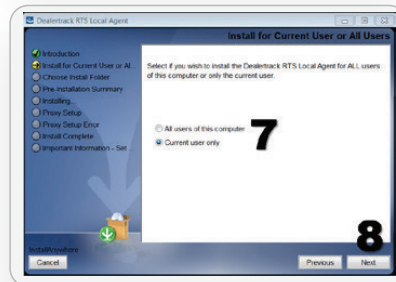 Dealertrack RTS Local Agent
Install for Current User or All Users
Introduction
Install for Current User or Al...
Choose Install Folder
Pre-Installation Summary
Installing...
Proxy Setup
Proxy Setup Error
Install Complete
Important Information - Set ...
Select if you wish to install the Dealertrack RTS Local Agent for ALL users
of this computer or only the current user.
All users of this computer
Current user only
7
8
InstallAnywhere
Cancel
Previous
Next